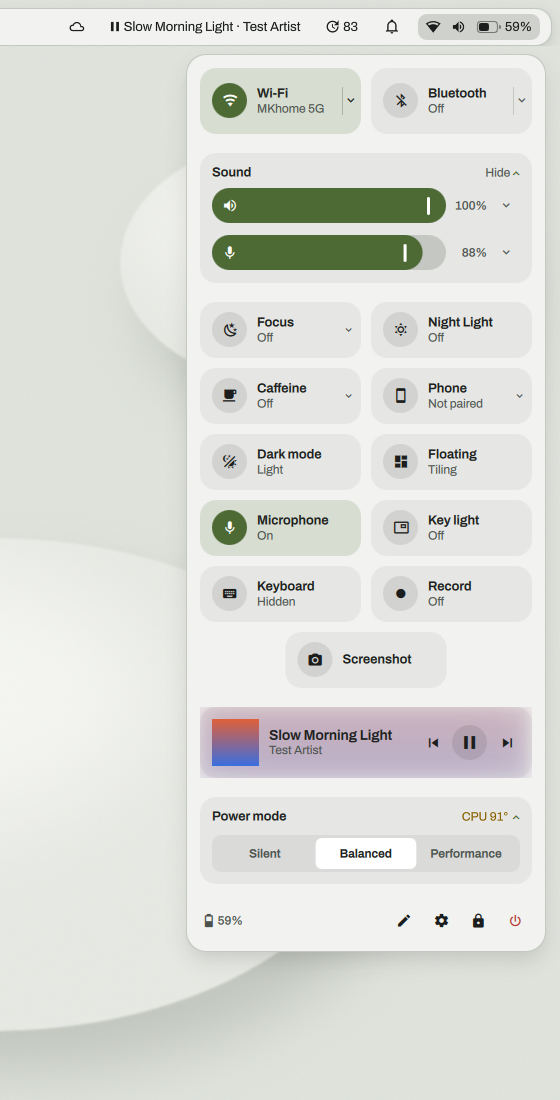 Slow Morning Light · Test Artist
83
59%
Wi-Fi
MKhome 5G
Bluetooth
Off
Sound
Hide
100%
88%
Focus
Off
Night Light
Off
Caffeine
Off
Phone
Not paired
Dark mode
Light
Floating
Tiling
Microphone
On
Key light
Off
Keyboard
Hidden
Record
Off
Screenshot
Slow Morning Light
Test Artist
Power mode
CPU 91°
Silent
Balanced
Performance
59%